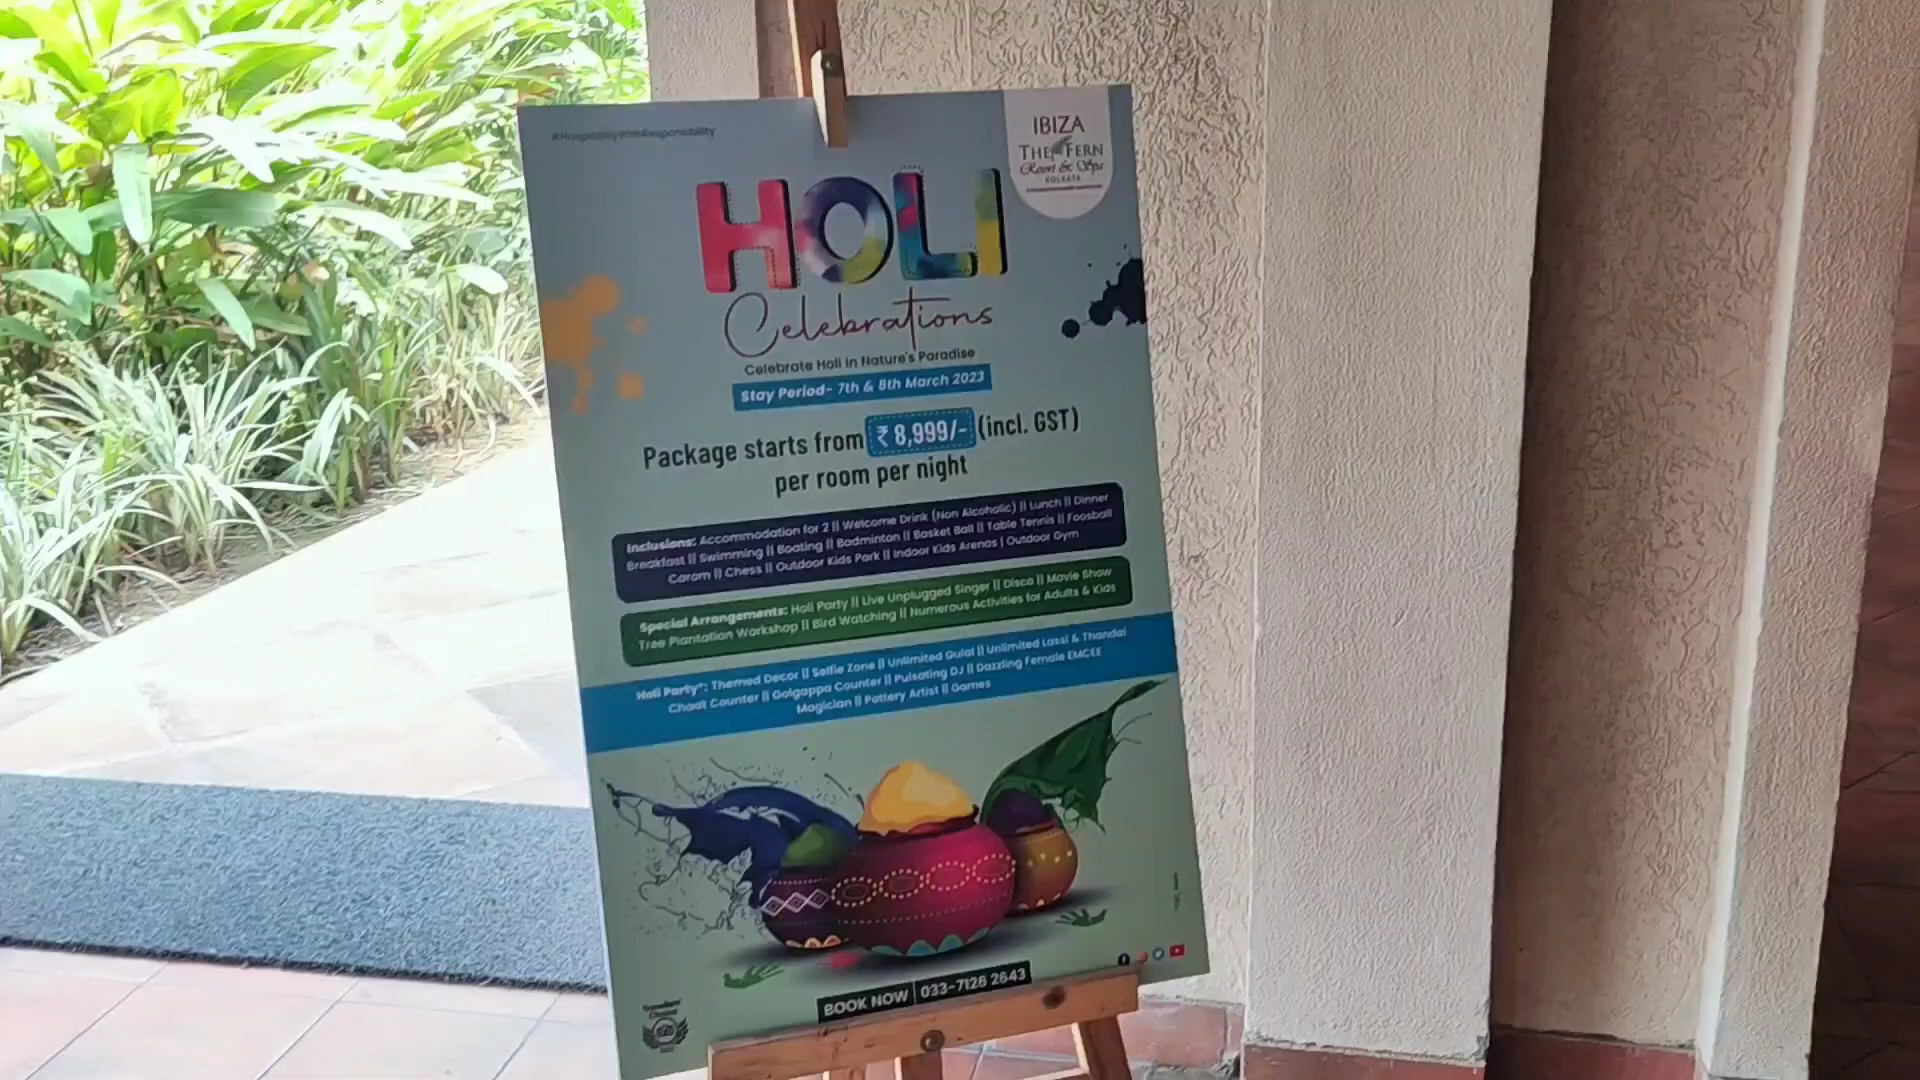 #HospitalityWithResponsibility
IBIZA
THE FERN
Resort & Spa
KOLKATA
HOLI
Celebrations
Celebrate Holi in Nature's Paradise
Stay Period- 7th & 8th March 2023
Package starts from ₹ 8,999/- (incl. GST)
per room per night
Inclusions: Accommodation for 2 || Welcome Drink (Non Alcoholic) || Lunch || Dinner
Breakfast || Swimming || Boating || Badminton || Basket Ball || Table Tennis || Foosball
Carom || Chess || Outdoor Kids Park || Indoor Kids Arenas | Outdoor Gym
Special Arrangements: Holi Party || Live Unplugged Singer || Disco || Movie Show
Tree Plantation Workshop || Bird Watching || Numerous Activities for Adults & Kids
Holi Party*: Themed Decor || Selfie Zone || Unlimited Gulal || Unlimited Lassi & Thandai
Chaat Counter || Golgappa Counter || Pulsating DJ || Dazzling Female EMCEE
Magician || Pottery Artist || Games
BOOK NOW | 033-7126 2643
Travellers'
Choice